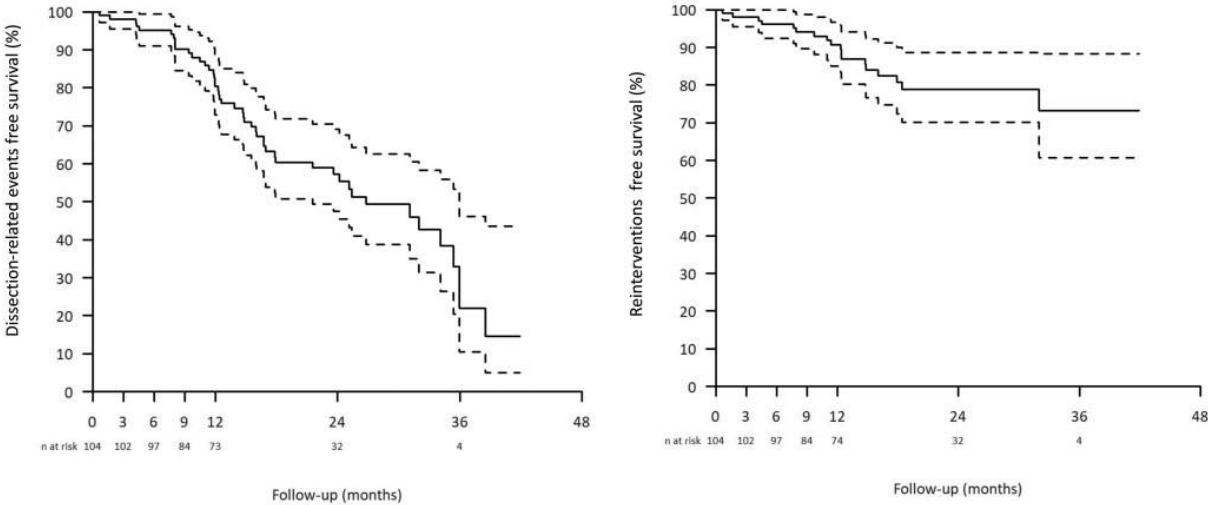 Dissection-related events free survival (%)
100
90
80
70
60
50
40
30
20
10
0
0 3 6 9 12 24 36 48
n at risk 104 102 97 84 73 32 4
Follow-up (months)
Reinterventions free survival (%)
100
90
80
70
60
50
40
30
20
10
0
0 3 6 9 12 24 36 48
n at risk 104 102 97 84 74 32 4
Follow-up (months)